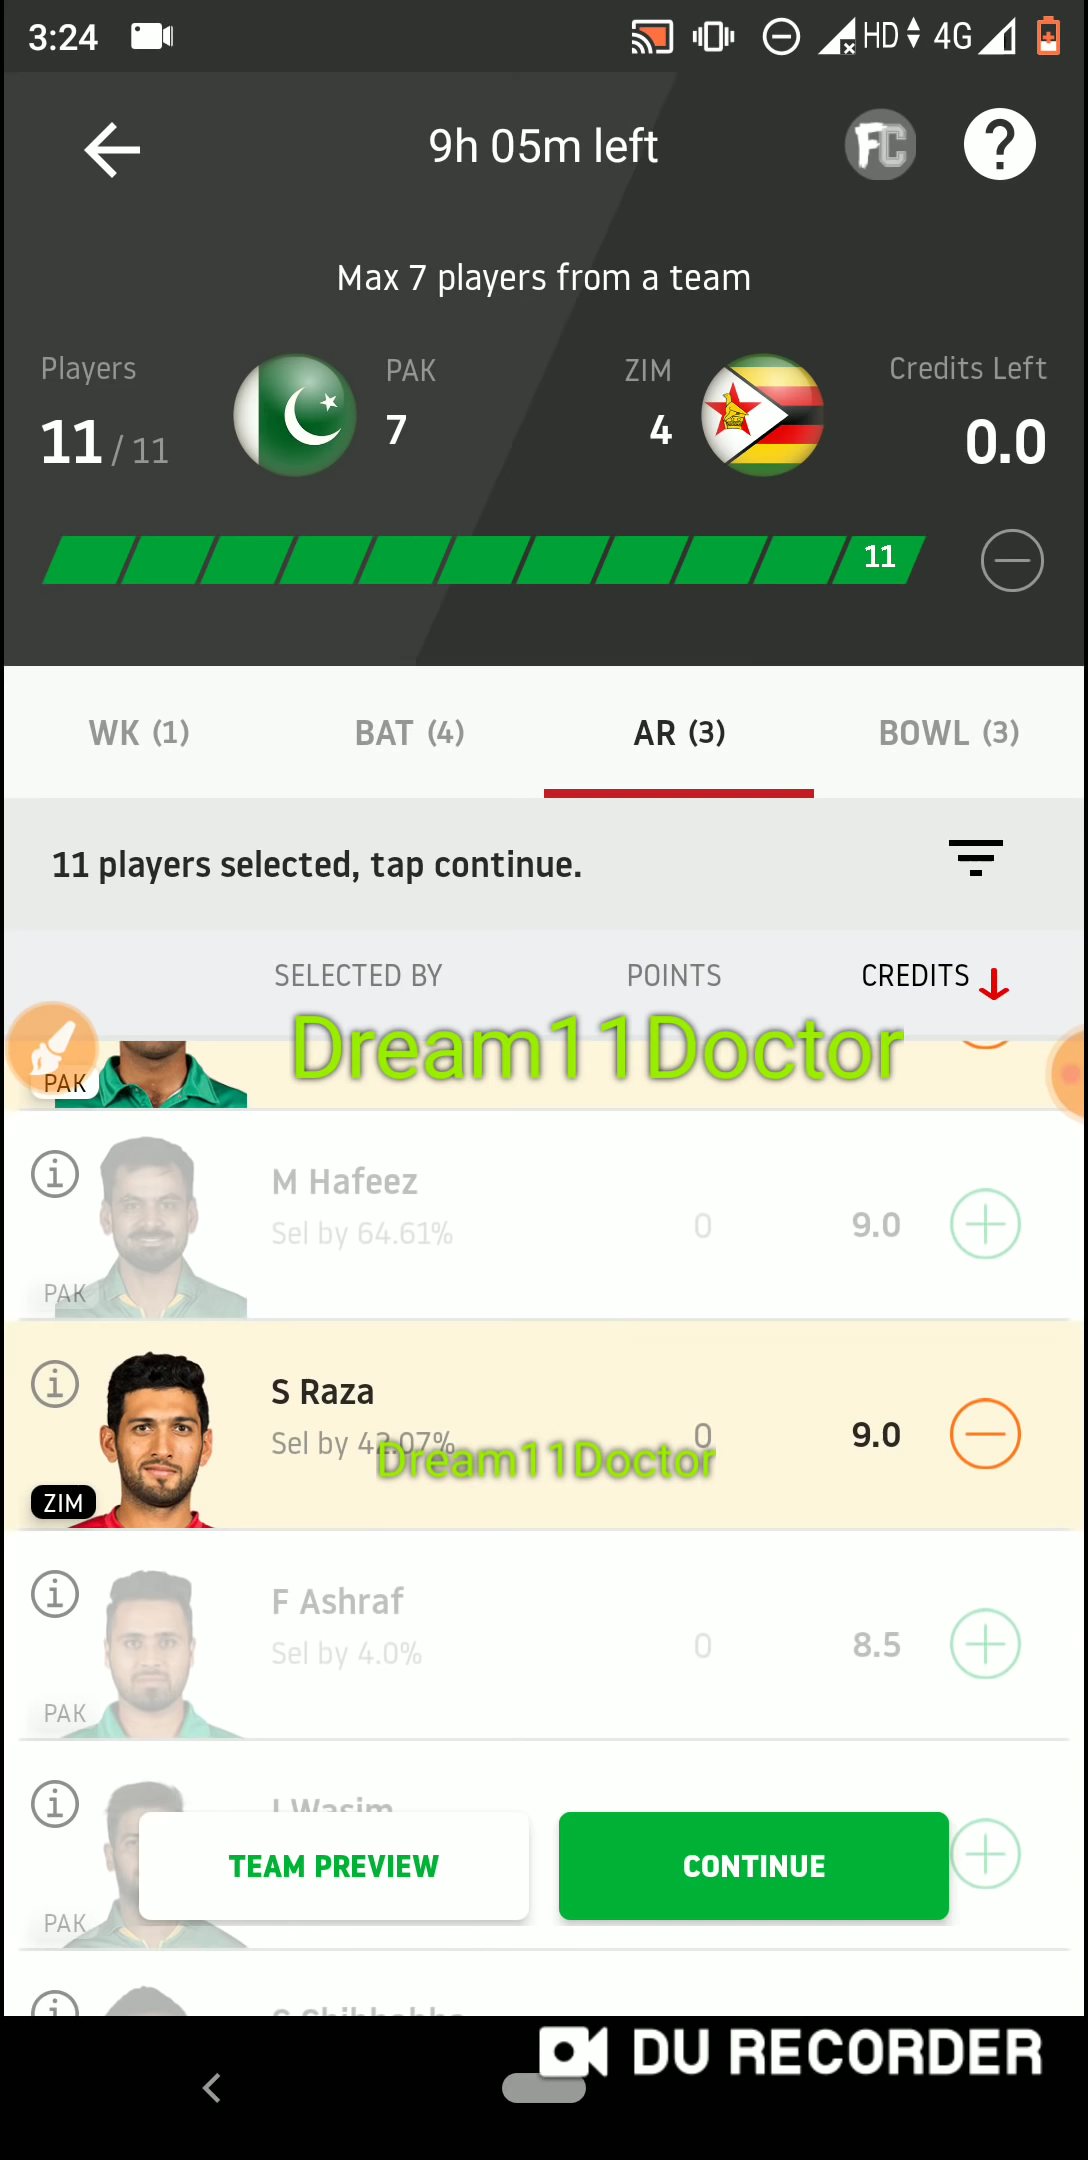 3:24 HD 4G
9h 05m left FC ?
Max 7 players from a team
Players PAK ZIM Credits Left
11 / 11 7 4 0.0
11
WK (1) BAT (4) AR (3) BOWL (3)
11 players selected, tap continue.
SELECTED BY POINTS CREDITS
Dream11Doctor
PAK
M Hafeez
Sel by 64.61% 0 9.0
PAK
S Raza
Sel by 42.07% 0 9.0
Dream11Doctor
ZIM
F Ashraf
Sel by 4.0% 0 8.5
PAK
I Wasim
TEAM PREVIEW CONTINUE
PAK
DU RECORDER